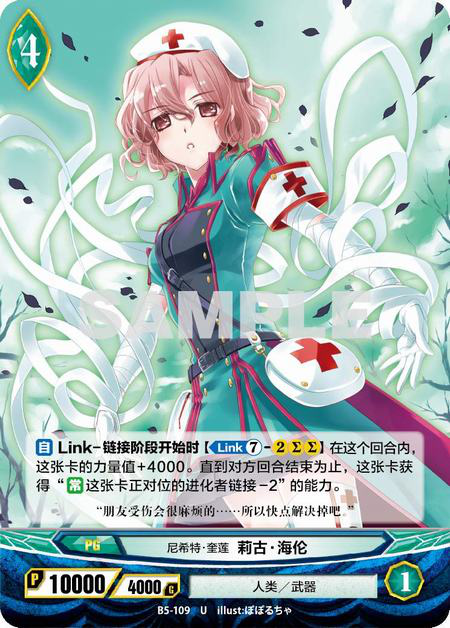 4
SAMPLE
自 Link-链接阶段开始时【Link⑦-2ΣΣ】在这个回合内,
这张卡的力量值+4000。直到对方回合结束为止,这张卡获
得“常这张卡正对位的进化者链接-2”的能力。
“朋友受伤会很麻烦的……所以快点解决掉吧。”
PG 尼希特·奎莲 莉古·海伦
P 10000/4000 G 人类/武器 1
B5-109 U illust:ぽぽるちゃ